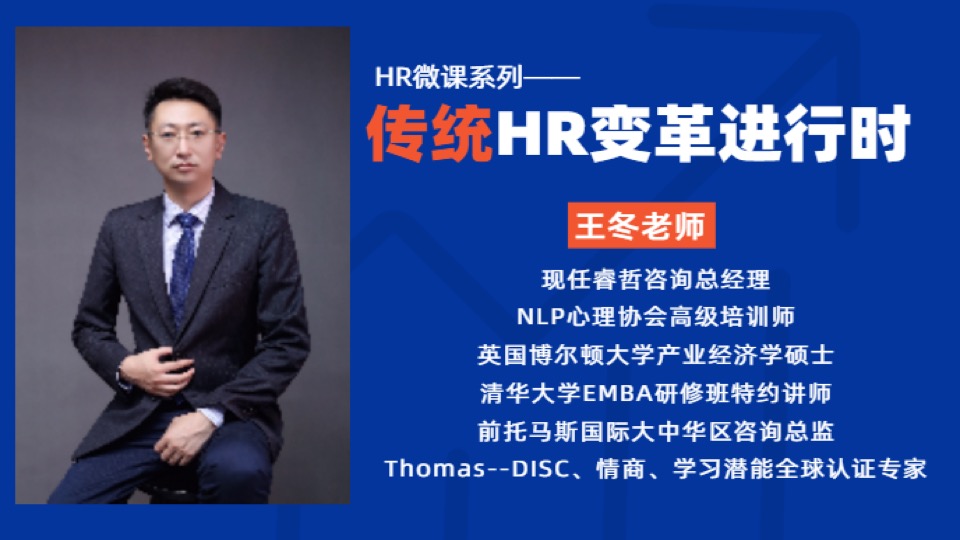 HR微课系列——
传统HR变革进行时
王冬老师
现任睿哲咨询总经理
NLP心理协会高级培训师
英国博尔顿大学产业经济学硕士
清华大学EMBA研修班特约讲师
前托马斯国际大中华区咨询总监
Thomas--DISC、情商、学习潜能全球认证专家